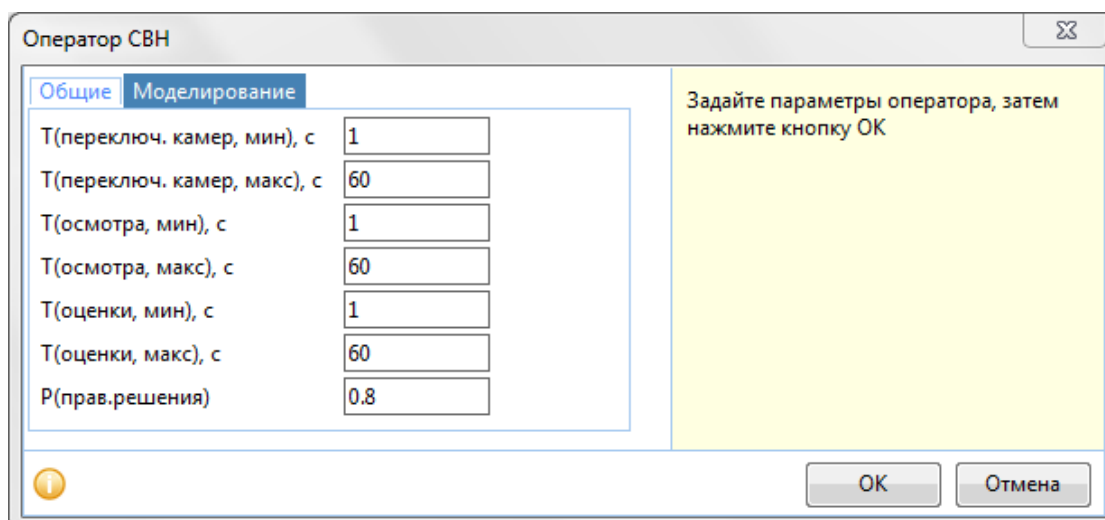 Оператор СВН
Общие Моделирование
Т(переключ. камер, мин), с 1
Т(переключ. камер, макс), с 60
Т(осмотра, мин), с 1
Т(осмотра, макс), с 60
Т(оценки, мин), с 1
Т(оценки, макс), с 60
Р(прав.решения) 0.8
Задайте параметры оператора, затем
нажмите кнопку ОК
ОК Отмена